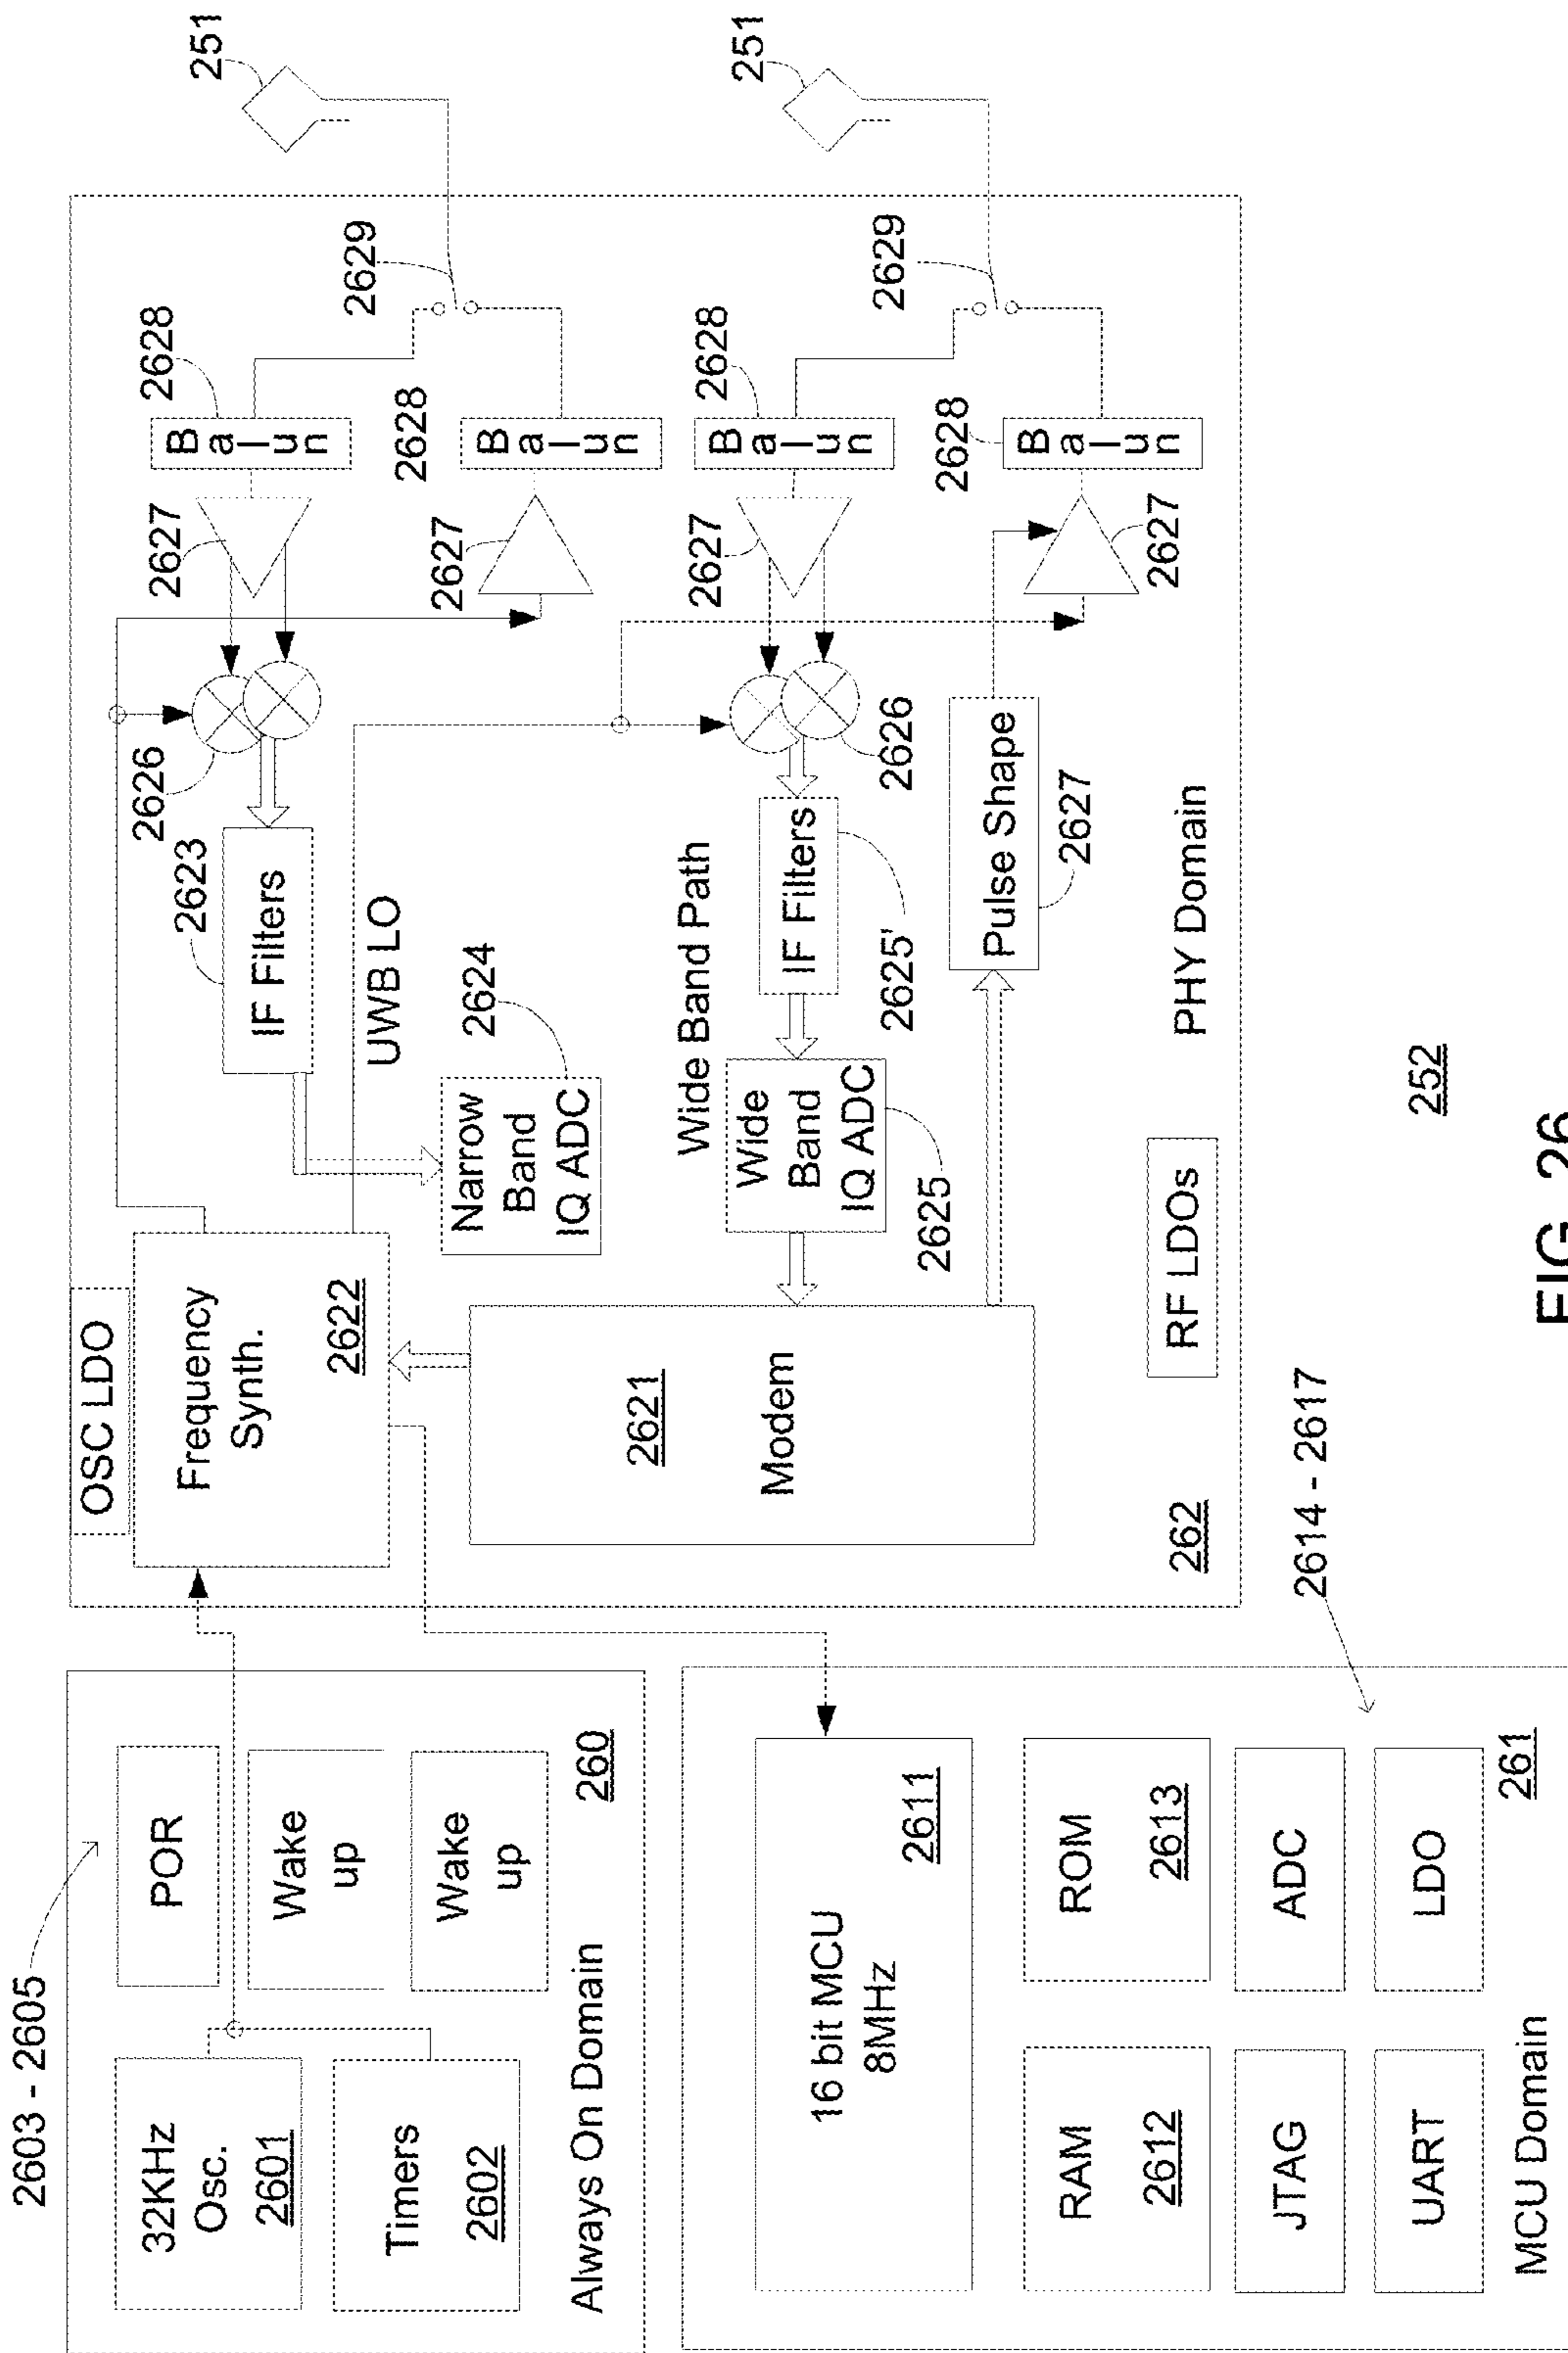 2603 - 2605
32KHz
Osc.
2601
POR
Timers
2602
Wake
up
Wake
up
Always On Domain
260
16 bit MCU
8MHz
2611
RAM
2612
ROM
2613
JTAG
ADC
UART
LDO
MCU Domain
261
2614 - 2617
OSC LDO
Frequency
Synth.
2622
2621
Modem
262
RF LDOs
PHY Domain
IF Filters
2623
UWB LO
Narrow
Band
IQ ADC
2624
Wide Band Path
Wide
Band
IQ ADC
2625
IF Filters
2625'
Pulse Shape
2627
2626
2626
2627
2627
2627
2627
Balun
2628
Balun
2628
Balun
2628
Balun
2628
2629
2629
251
251
252
FIG. 26